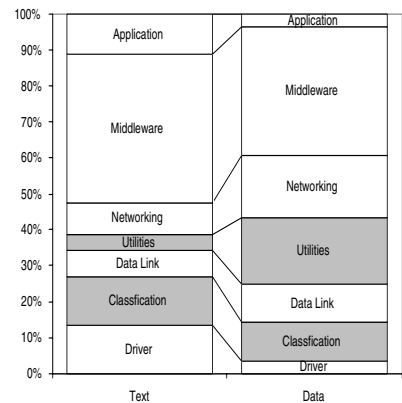 100%
90%
80%
70%
60%
50%
40%
30%
20%
10%
0%
Application
Middleware
Networking
Utilities
Data Link
Classfication
Driver
Application
Middleware
Networking
Utilities
Data Link
Classfication
Driver
Text
Data